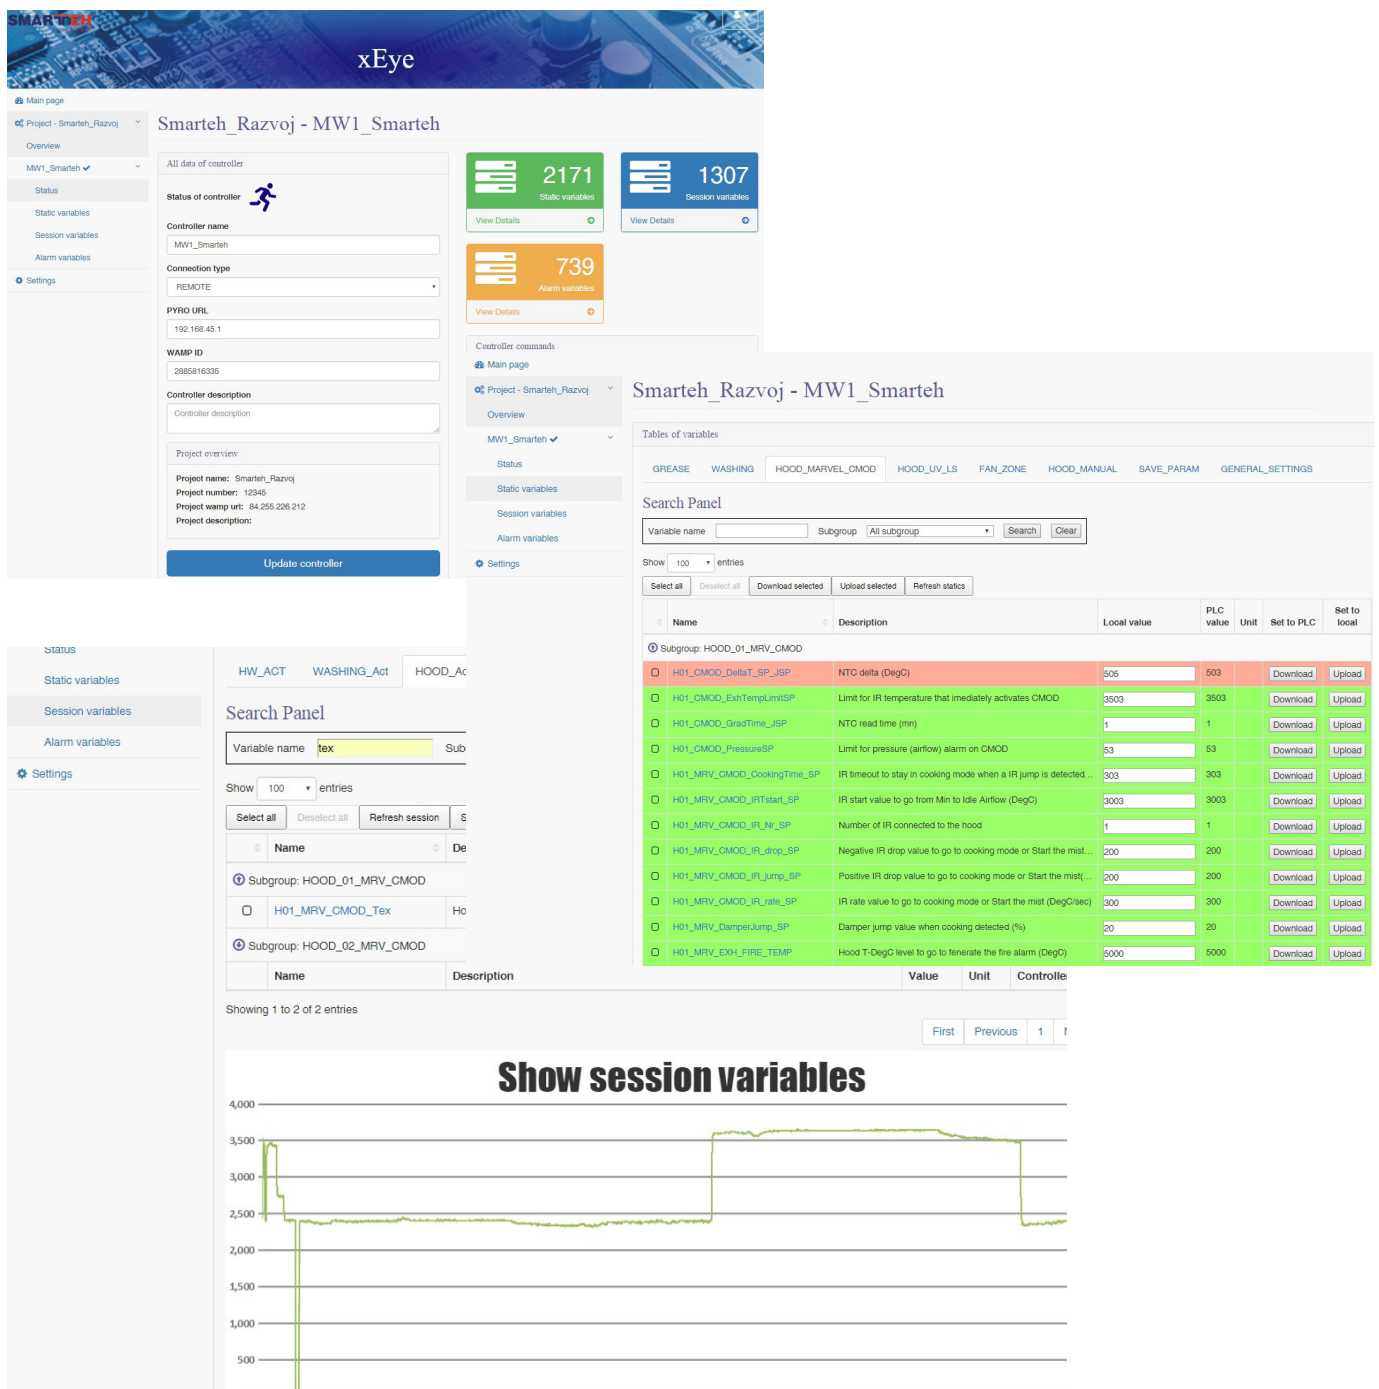 SMARTEH
xEye
Main page
Project - Smarteh_Razvoj
Overview
MW1_Smarteh
Status
Static variables
Session variables
Alarm variables
Settings
Smarteh_Razvoj - MW1_Smarteh
All data of controller
Status of controller
Controller name
MW1_Smarteh
Connection type
REMOTE
PYRO URL
192.168.45.1
WAMP ID
2885816335
Controller description
Controller description
Project overview
Project name: Smarteh_Razvoj
Project number: 12345
Project wamp url: 84.255.226.212
Project description:
Update controller
2171
Static variables
View Details
1307
Session variables
View Details
739
Alarm variables
View Details
Controller commands
Main page
Project - Smarteh_Razvoj
Overview
MW1_Smarteh
Status
Static variables
Session variables
Alarm variables
Settings
Smarteh_Razvoj - MW1_Smarteh
Tables of variables
GREASE WASHING HOOD_MARVEL_CMOD HOOD_UV_LS FAN_ZONE HOOD_MANUAL SAVE_PARAM GENERAL_SETTINGS
Search Panel
Variable name Subgroup All subgroup Search Clear
Show 100 entries
Select all Deselect all Download selected Upload selected Refresh statics
Name Description Local value PLC value Unit Set to PLC Set to local
Subgroup: HOOD_01_MRV_CMOD
H01_CMOD_DeltaT_SP_JSP NTC delta (DegC) 505 503 Download Upload
H01_CMOD_ExhTempLimitSP Limit for IR temperature that imediately activates CMOD 3503 3503 Download Upload
H01_CMOD_GradTime_JSP NTC read time (mn) 1 1 Download Upload
H01_CMOD_PressureSP Limit for pressure (airflow) alarm on CMOD 53 53 Download Upload
H01_MRV_CMOD_CookingTime_SP IR timeout to stay in cooking mode when a IR jump is detected... 303 303 Download Upload
H01_MRV_CMOD_IRTstart_SP IR start value to go from Min to Idle Airflow (DegC) 3003 3003 Download Upload
H01_MRV_CMOD_IR_Nr_SP Number of IR connected to the hood 1 1 Download Upload
H01_MRV_CMOD_IR_drop_SP Negative IR drop value to go to cooking mode or Start the mist... 200 200 Download Upload
H01_MRV_CMOD_IR_jump_SP Positive IR drop value to go to cooking mode or Start the mist(... 200 200 Download Upload
H01_MRV_CMOD_IR_rate_SP IR rate value to go to cooking mode or Start the mist (DegC/sec) 300 300 Download Upload
H01_MRV_DamperJump_SP Damper jump value when cooking detected (%) 20 20 Download Upload
H01_MRV_EXH_FIRE_TEMP Hood T-DegC level to go to fenerate the fire alarm (DegC) 5000 5000 Download Upload
Status
Static variables
Session variables
Alarm variables
Settings
HW_ACT WASHING_Act HOOD_Ac
Search Panel
Variable name tex Sub
Show 100 entries
Select all Deselect all Refresh session S
Name De
Subgroup: HOOD_01_MRV_CMOD
H01_MRV_CMOD_Tex Ho
Subgroup: HOOD_02_MRV_CMOD
Name Description Value Unit Controlle
Showing 1 to 2 of 2 entries
First Previous 1
Show session variables
4,000
3,500
3,000
2,500
2,000
1,500
1,000
500